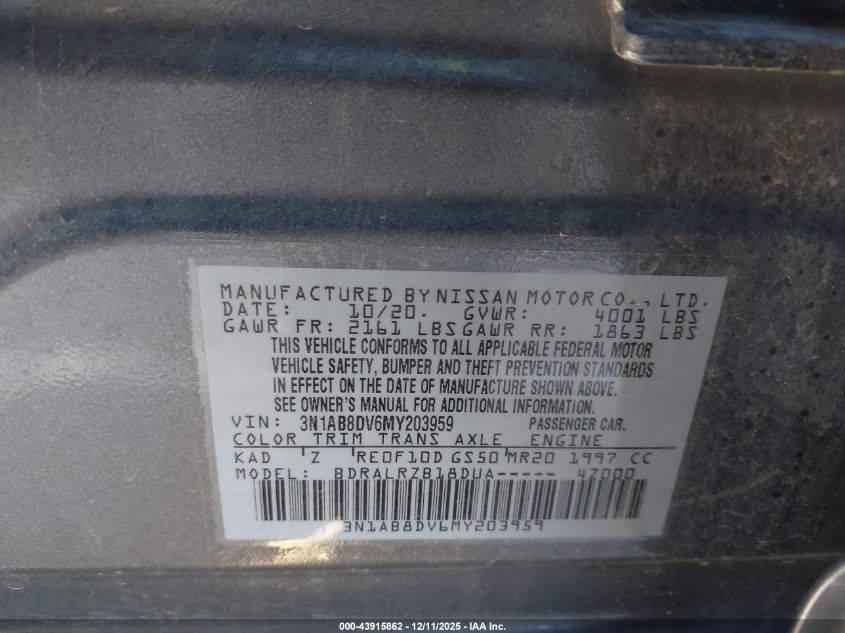 MANUFACTURED BY NISSAN MOTOR CO., LTD.
DATE: 10/20. GVWR: 4001 LBS
GAWR FR: 2161 LBS GAWR RR: 1863 LBS
THIS VEHICLE CONFORMS TO ALL APPLICABLE FEDERAL MOTOR
VEHICLE SAFETY, BUMPER AND THEFT PREVENTION STANDARDS
IN EFFECT ON THE DATE OF MANUFACTURE SHOWN ABOVE.
SEE OWNER'S MANUAL FOR ADDITIONAL INFORMATION.
VIN: 3N1AB8DV6MY203959 PASSENGER CAR.
COLOR TRIM TRANS AXLE ENGINE
KAD Z RE0F10D GS50 MR20 1997 CC
MODEL: BDRALRZB18DUA----- 4Z000
3N1AB8DV6MY203959
000-43915862 - 12/11/2025 - IAA Inc.